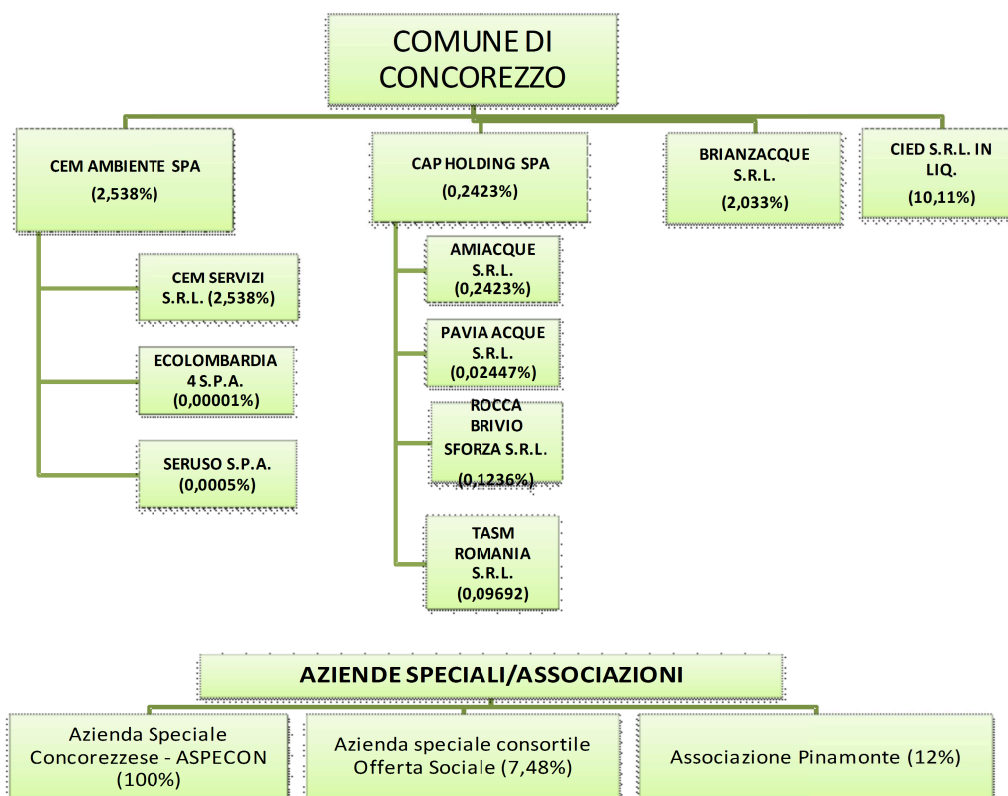 COMUNE DI
CONCOREZZO
CEM AMBIENTE SPA
(2,538%)
CAP HOLDING SPA
(0,2423%)
BRIANZACQUE
S.R.L.
(2,033%)
CIED S.R.L. IN
LIQ.
(10,11%)
CEM SERVIZI
S.R.L. (2,538%)
ECOLOMBARDIA
4 S.P.A.
(0,00001%)
SERUSO S.P.A.
(0,0005%)
AMIACQUE
S.R.L.
(0,2423%)
PAVIA ACQUE
S.R.L.
(0,02447%)
ROCCA
BRIVIO
SFORZA S.R.L.
(0,1236%)
TASM
ROMANIA
S.R.L.
(0,09692)
AZIENDE SPECIALI/ASSOCIAZIONI
Azienda Speciale
Concorezzese - ASPECON
(100%)
Azienda speciale consortile
Offerta Sociale (7,48%)
Associazione Pinamonte (12%)